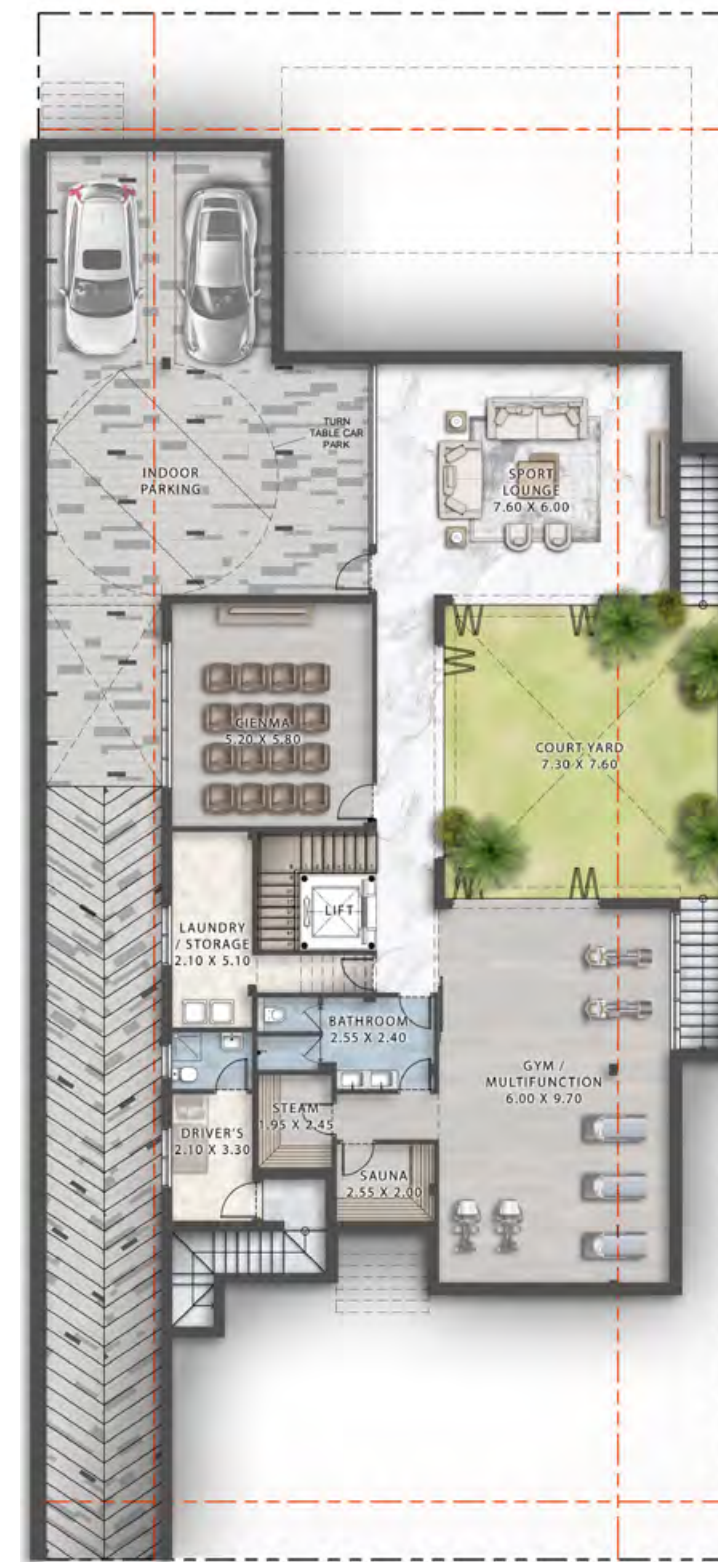 TURN
TABLE CAR
PARK
INDOOR
PARKING
SPORT
LOUNGE
7.60 X 6.00
CIENMA
5.20 X 5.80
COURT YARD
7.30 X 7.60
LIFT
LAUNDRY
/ STORAGE
2.10 X 5.10
BATHROOM
2.55 X 2.40
GYM /
MULTIFUNCTION
6.00 X 9.70
STEAM
1.95 X 2.45
DRIVER'S
2.10 X 3.30
SAUNA
2.55 X 2.00